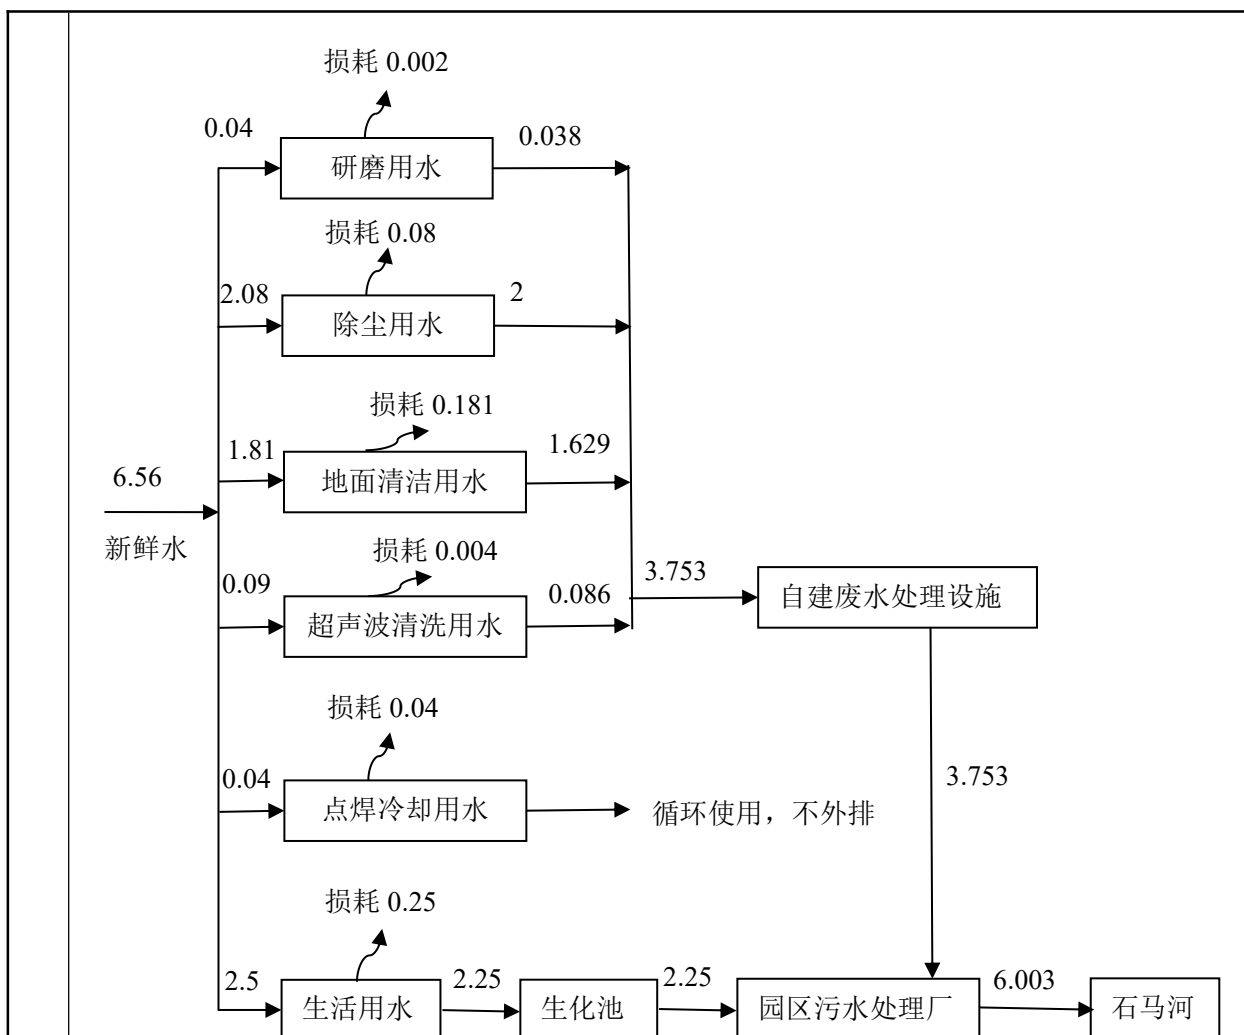 损耗 0.002
0.04
研磨用水
0.038
损耗 0.08
2.08
除尘用水
2
损耗 0.181
1.81
地面清洁用水
1.629
6.56
新鲜水
损耗 0.004
0.09
超声波清洗用水
0.086
3.753
自建废水处理设施
损耗 0.04
0.04
点焊冷却用水
循环使用，不外排
3.753
损耗 0.25
2.5
生活用水
2.25
生化池
2.25
园区污水处理厂
6.003
石马河